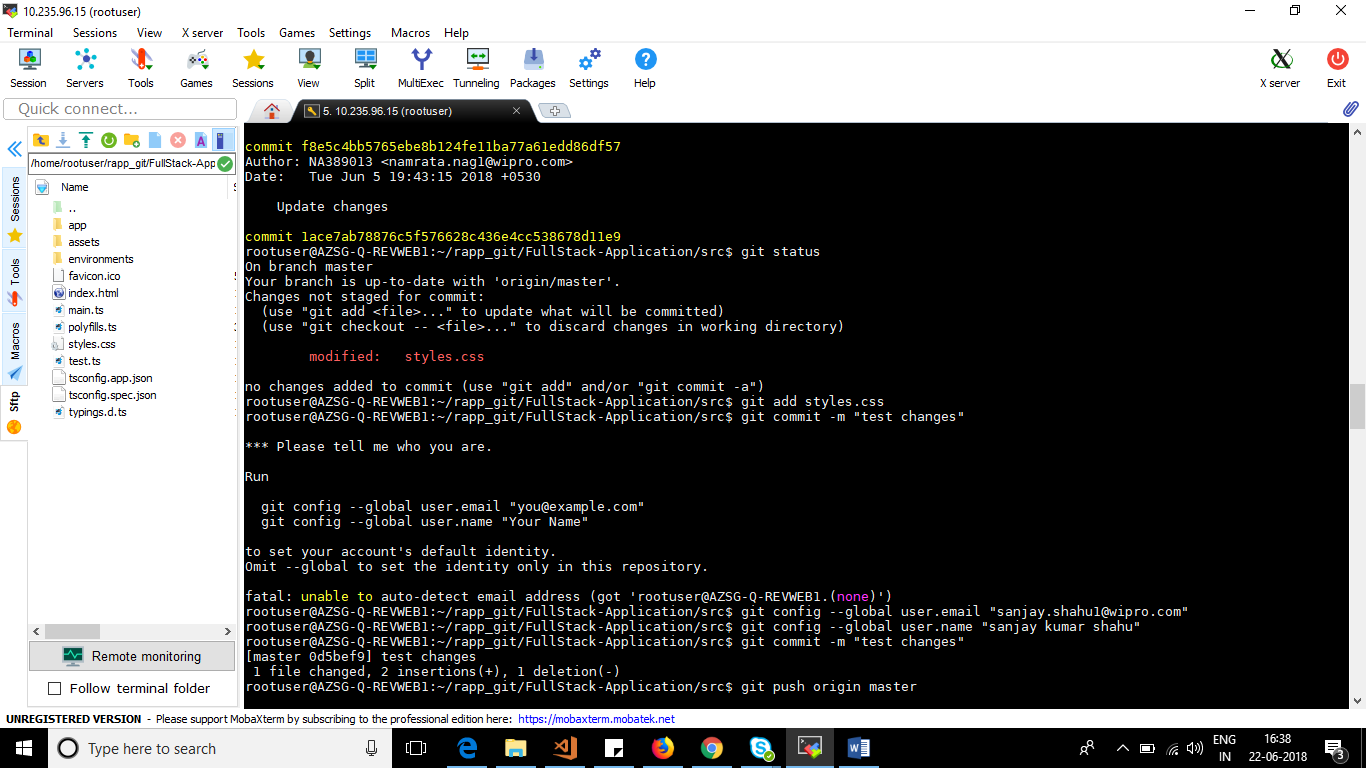 10.235.96.15 (rootuser)
Terminal Sessions View X server Tools Games Settings Macros Help
Session Servers Tools Games Sessions View Split MultiExec Tunneling Packages Settings Help X server Exit
Quick connect...
5. 10.235.96.15 (rootuser)
/home/rootuser/rapp_git/FullStack-App
Sessions
Tools
Macros
Sftp
Name
..
app
assets
environments
favicon.ico
index.html
main.ts
polyfills.ts
styles.css
test.ts
tsconfig.app.json
tsconfig.spec.json
typings.d.ts
Remote monitoring
Follow terminal folder
commit f8e5c4bb5765ebe8b124fe11ba77a61edd86df57
Author: NA389013 <namrata.nag1@wipro.com>
Date:   Tue Jun 5 19:43:15 2018 +0530
Update changes
commit 1ace7ab78876c5f576628c436e4cc538678d11e9
rootuser@AZSG-Q-REVWEB1:~/rapp_git/FullStack-Application/src$ git status
On branch master
Your branch is up-to-date with 'origin/master'.
Changes not staged for commit:
(use "git add <file>..." to update what will be committed)
(use "git checkout -- <file>..." to discard changes in working directory)
modified:   styles.css
no changes added to commit (use "git add" and/or "git commit -a")
rootuser@AZSG-Q-REVWEB1:~/rapp_git/FullStack-Application/src$ git add styles.css
rootuser@AZSG-Q-REVWEB1:~/rapp_git/FullStack-Application/src$ git commit -m "test changes"
*** Please tell me who you are.
Run
git config --global user.email "you@example.com"
git config --global user.name "Your Name"
to set your account's default identity.
Omit --global to set the identity only in this repository.
fatal: unable to auto-detect email address (got 'rootuser@AZSG-Q-REVWEB1.(none)')
rootuser@AZSG-Q-REVWEB1:~/rapp_git/FullStack-Application/src$ git config --global user.email "sanjay.shahu1@wipro.com"
rootuser@AZSG-Q-REVWEB1:~/rapp_git/FullStack-Application/src$ git config --global user.name "sanjay kumar shahu"
rootuser@AZSG-Q-REVWEB1:~/rapp_git/FullStack-Application/src$ git commit -m "test changes"
[master 0d5bef9] test changes
1 file changed, 2 insertions(+), 1 deletion(-)
rootuser@AZSG-Q-REVWEB1:~/rapp_git/FullStack-Application/src$ git push origin master
UNREGISTERED VERSION - Please support MobaXterm by subscribing to the professional edition here: https://mobaxterm.mobatek.net
Type here to search
ENG
IN
16:38
22-06-2018
3